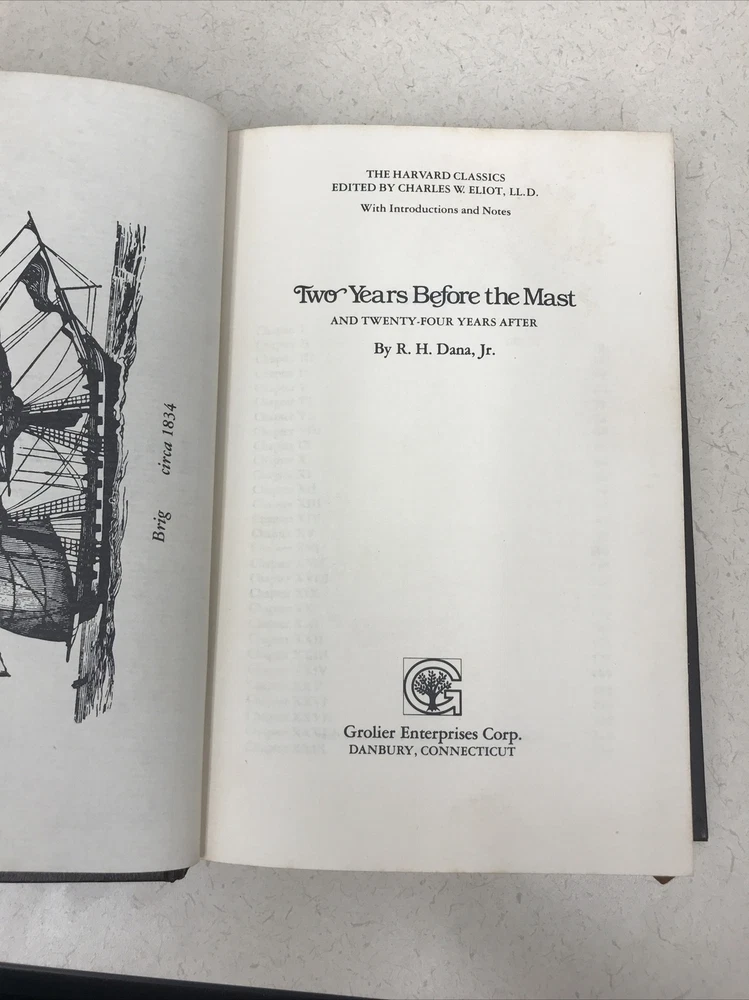 Brig circa 1834
THE HARVARD CLASSICS
EDITED BY CHARLES W. ELIOT, LL.D.
With Introductions and Notes
Two Years Before the Mast
AND TWENTY-FOUR YEARS AFTER
By R. H. Dana, Jr.
G
Grolier Enterprises Corp.
DANBURY, CONNECTICUT